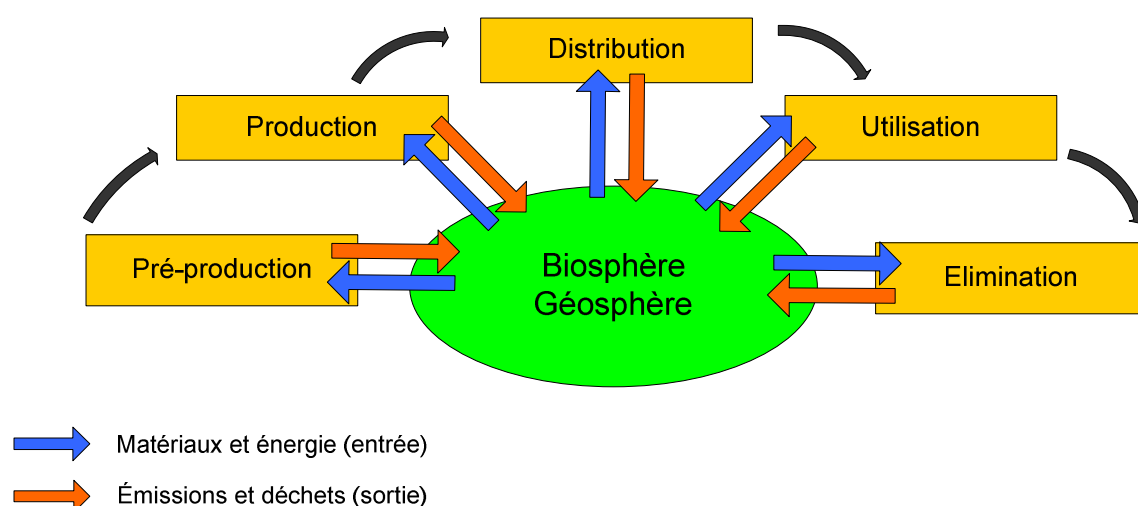 Distribution
Production
Utilisation
Pré-production
Biosphère
Géosphère
Elimination
Matériaux et énergie (entrée)
Émissions et déchets (sortie)